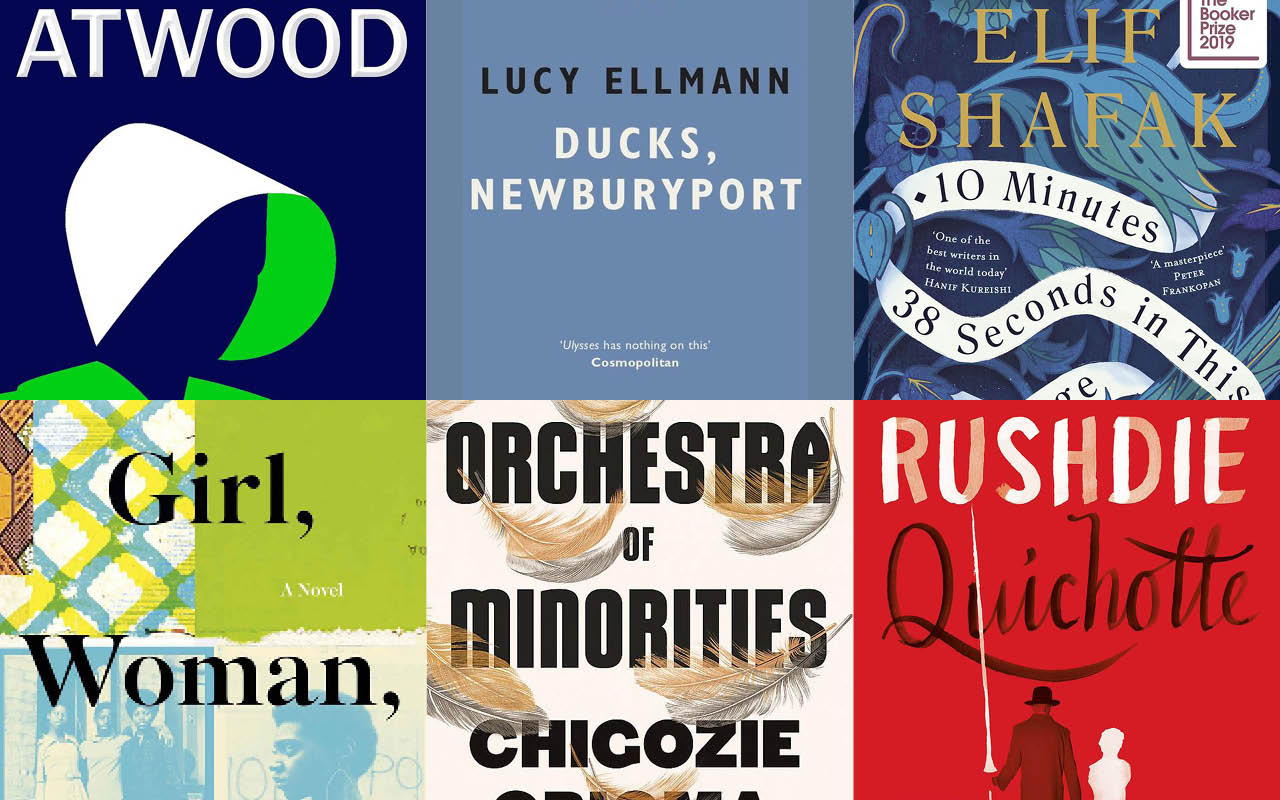 ATWOOD
LUCY ELLMANN
DUCKS,
NEWBURYPORT
‘Ulysses has nothing on this’
Cosmopolitan
The
Booker
Prize
2019
ELIF
SHAFAK
10 Minutes
‘One of the
best writers in
the world today’
HANIF KUREISHI
‘A masterpiece’
PETER
FRANKOPAN
38 Seconds in This
ge
Girl,
A Novel
Woman,
ORCHESTRA
OF
MINORITIES
CHIGOZIE
OBIOMA
RUSHDIE
Quichotte